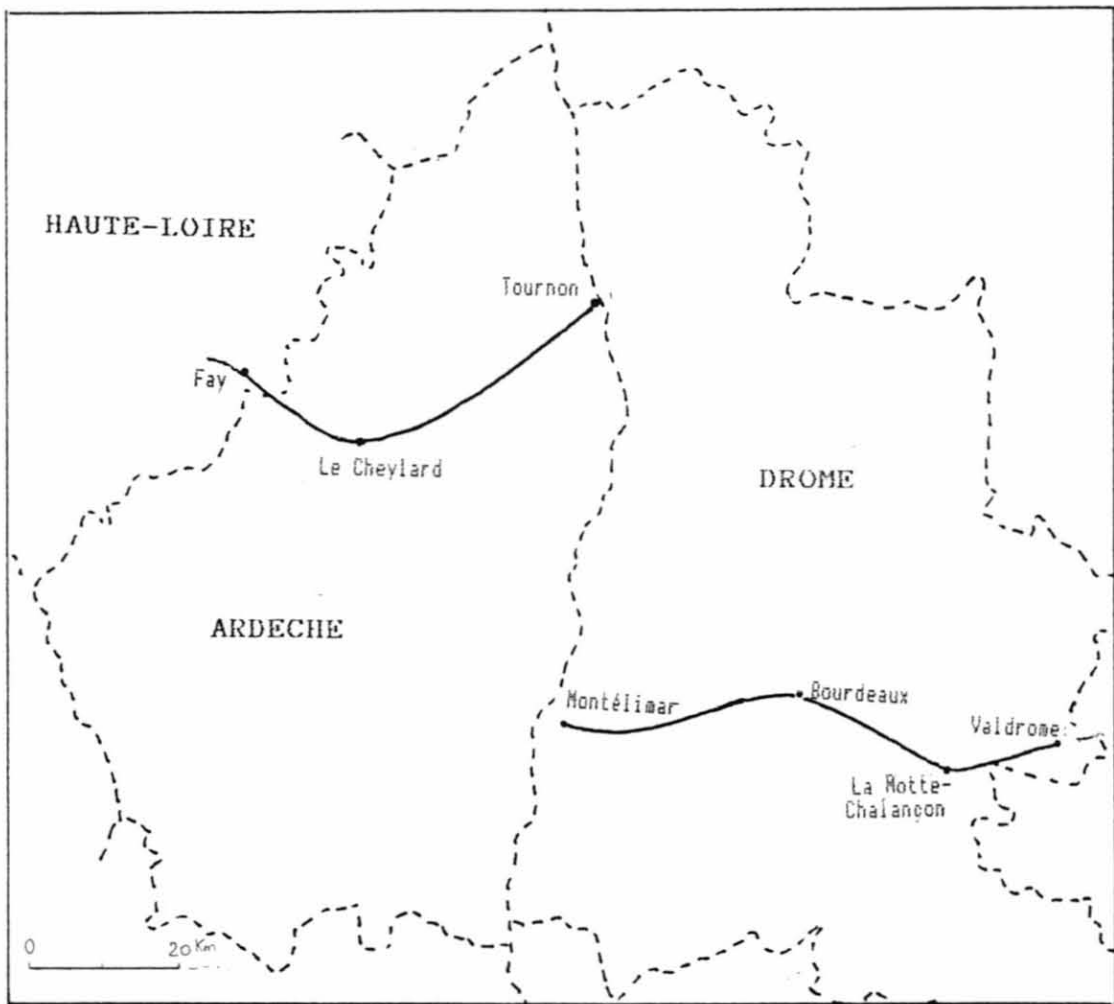 HAUTE-LOIRE
Tournon
Fay
Le Cheylard
DROME
ARDECHE
Montélimar
Bourdeaux
Valdrome
La Motte-
Chalançon
0 20 Km